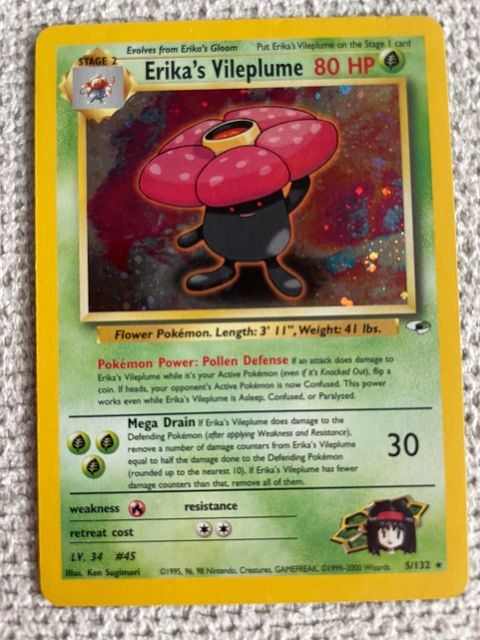 Evolves from Erika's Gloom Put Erika's Vileplume on the Stage 1 card
STAGE 2
Erika's Vileplume 80 HP
Flower Pokémon. Length: 3' 11", Weight: 41 lbs.
Pokémon Power: Pollen Defense If an attack does damage to
Erika's Vileplume while it's your Active Pokémon (even if it's Knocked Out), flip a
coin. If heads, your opponent's Active Pokémon is now Confused. This power
works even while Erika's Vileplume is Asleep, Confused, or Paralyzed.
Mega Drain If Erika's Vileplume does damage to the
Defending Pokémon (after applying Weakness and Resistance),
remove a number of damage counters from Erika's Vileplume
equal to half the damage done to the Defending Pokémon
(rounded up to the nearest 10). If Erika's Vileplume has fewer
damage counters than that, remove all of them.
30
weakness resistance
retreat cost
LV. 34 #45
Illus. Ken Sugimori ©1995, 96, 98 Nintendo, Creatures, GAMEFREAK. ©1999-2000 Wizards. 5/132 ★